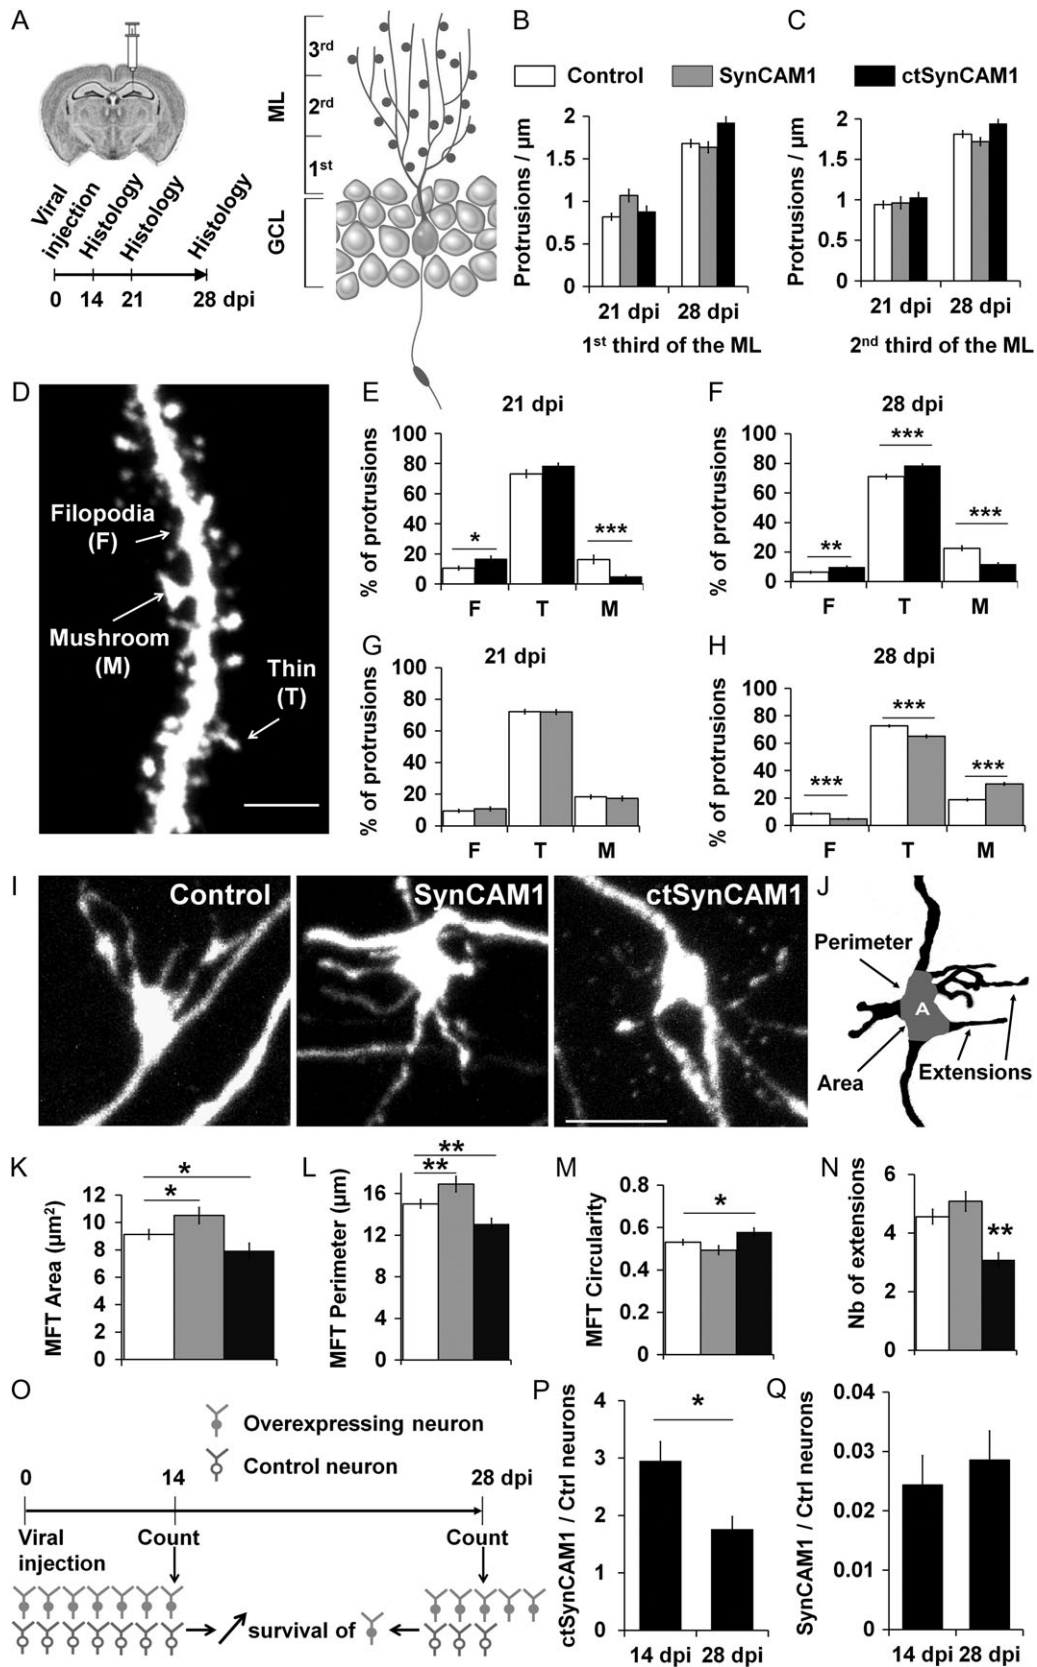 A
3rd
2nd
1st
ML
GCL
Viral
injection
Histology
Histology
Histology
0 14 21 28 dpi
B
C
Control
SynCAM1
ctSynCAM1
Protrusions / µm
2
1.5
1
0.5
0
21 dpi 28 dpi
1st third of the ML
Protrusions / µm
2
1.5
1
0.5
0
21 dpi 28 dpi
2nd third of the ML
D
Filopodia
(F)
Mushroom
(M)
Thin
(T)
E
21 dpi
% of protrusions
100
80
60
40
20
0
*
***
F T M
F
28 dpi
% of protrusions
100
80
60
40
20
0
**
***
***
F T M
G
21 dpi
% of protrusions
100
80
60
40
20
0
F T M
H
28 dpi
% of protrusions
100
80
60
40
20
0
***
***
***
F T M
I
Control
SynCAM1
ctSynCAM1
J
Perimeter
A
Area
Extensions
K
MFT Area (µm²)
12
10
8
6
4
2
0
*
*
L
MFT Perimeter (µm)
16
12
8
4
0
**
**
M
MFT Circularity
0.8
0.6
0.4
0.2
0
*
N
Nb of extensions
6
4
2
0
**
O
Overexpressing neuron
Control neuron
0 14 28 dpi
Viral
injection
Count
Count
survival of
P
ctSynCAM1 / Ctrl neurons
4
3
2
1
0
*
14 dpi 28 dpi
Q
SynCAM1 / Ctrl neurons
0.04
0.03
0.02
0.01
0.0
14 dpi 28 dpi